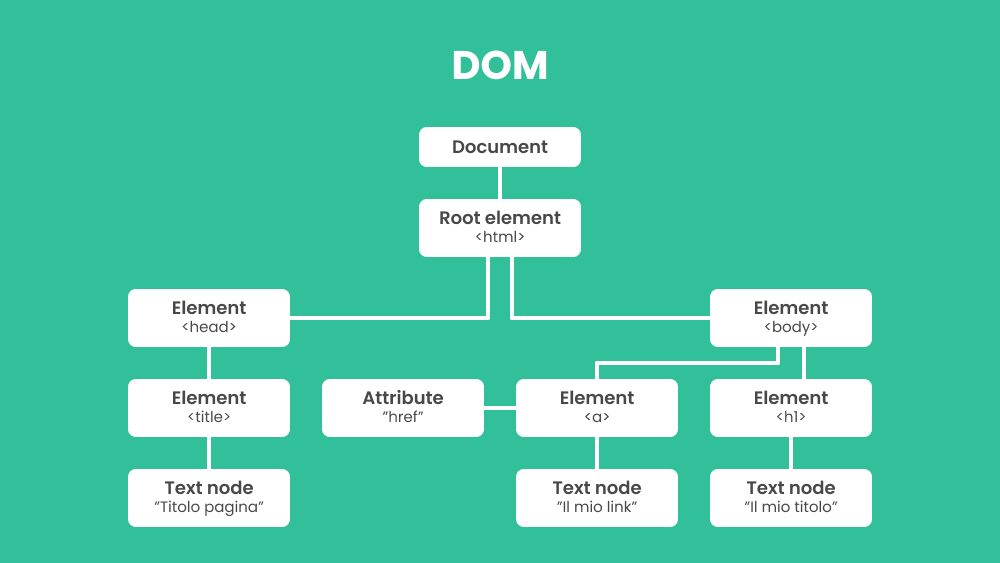 DOM
Document
Root element
<html>
Element
<head>
Element
<body>
Element
<title>
Attribute
”href”
Element
<a>
Element
<h1>
Text node
”Titolo pagina”
Text node
”Il mio link“
Text node
”Il mio titolo”